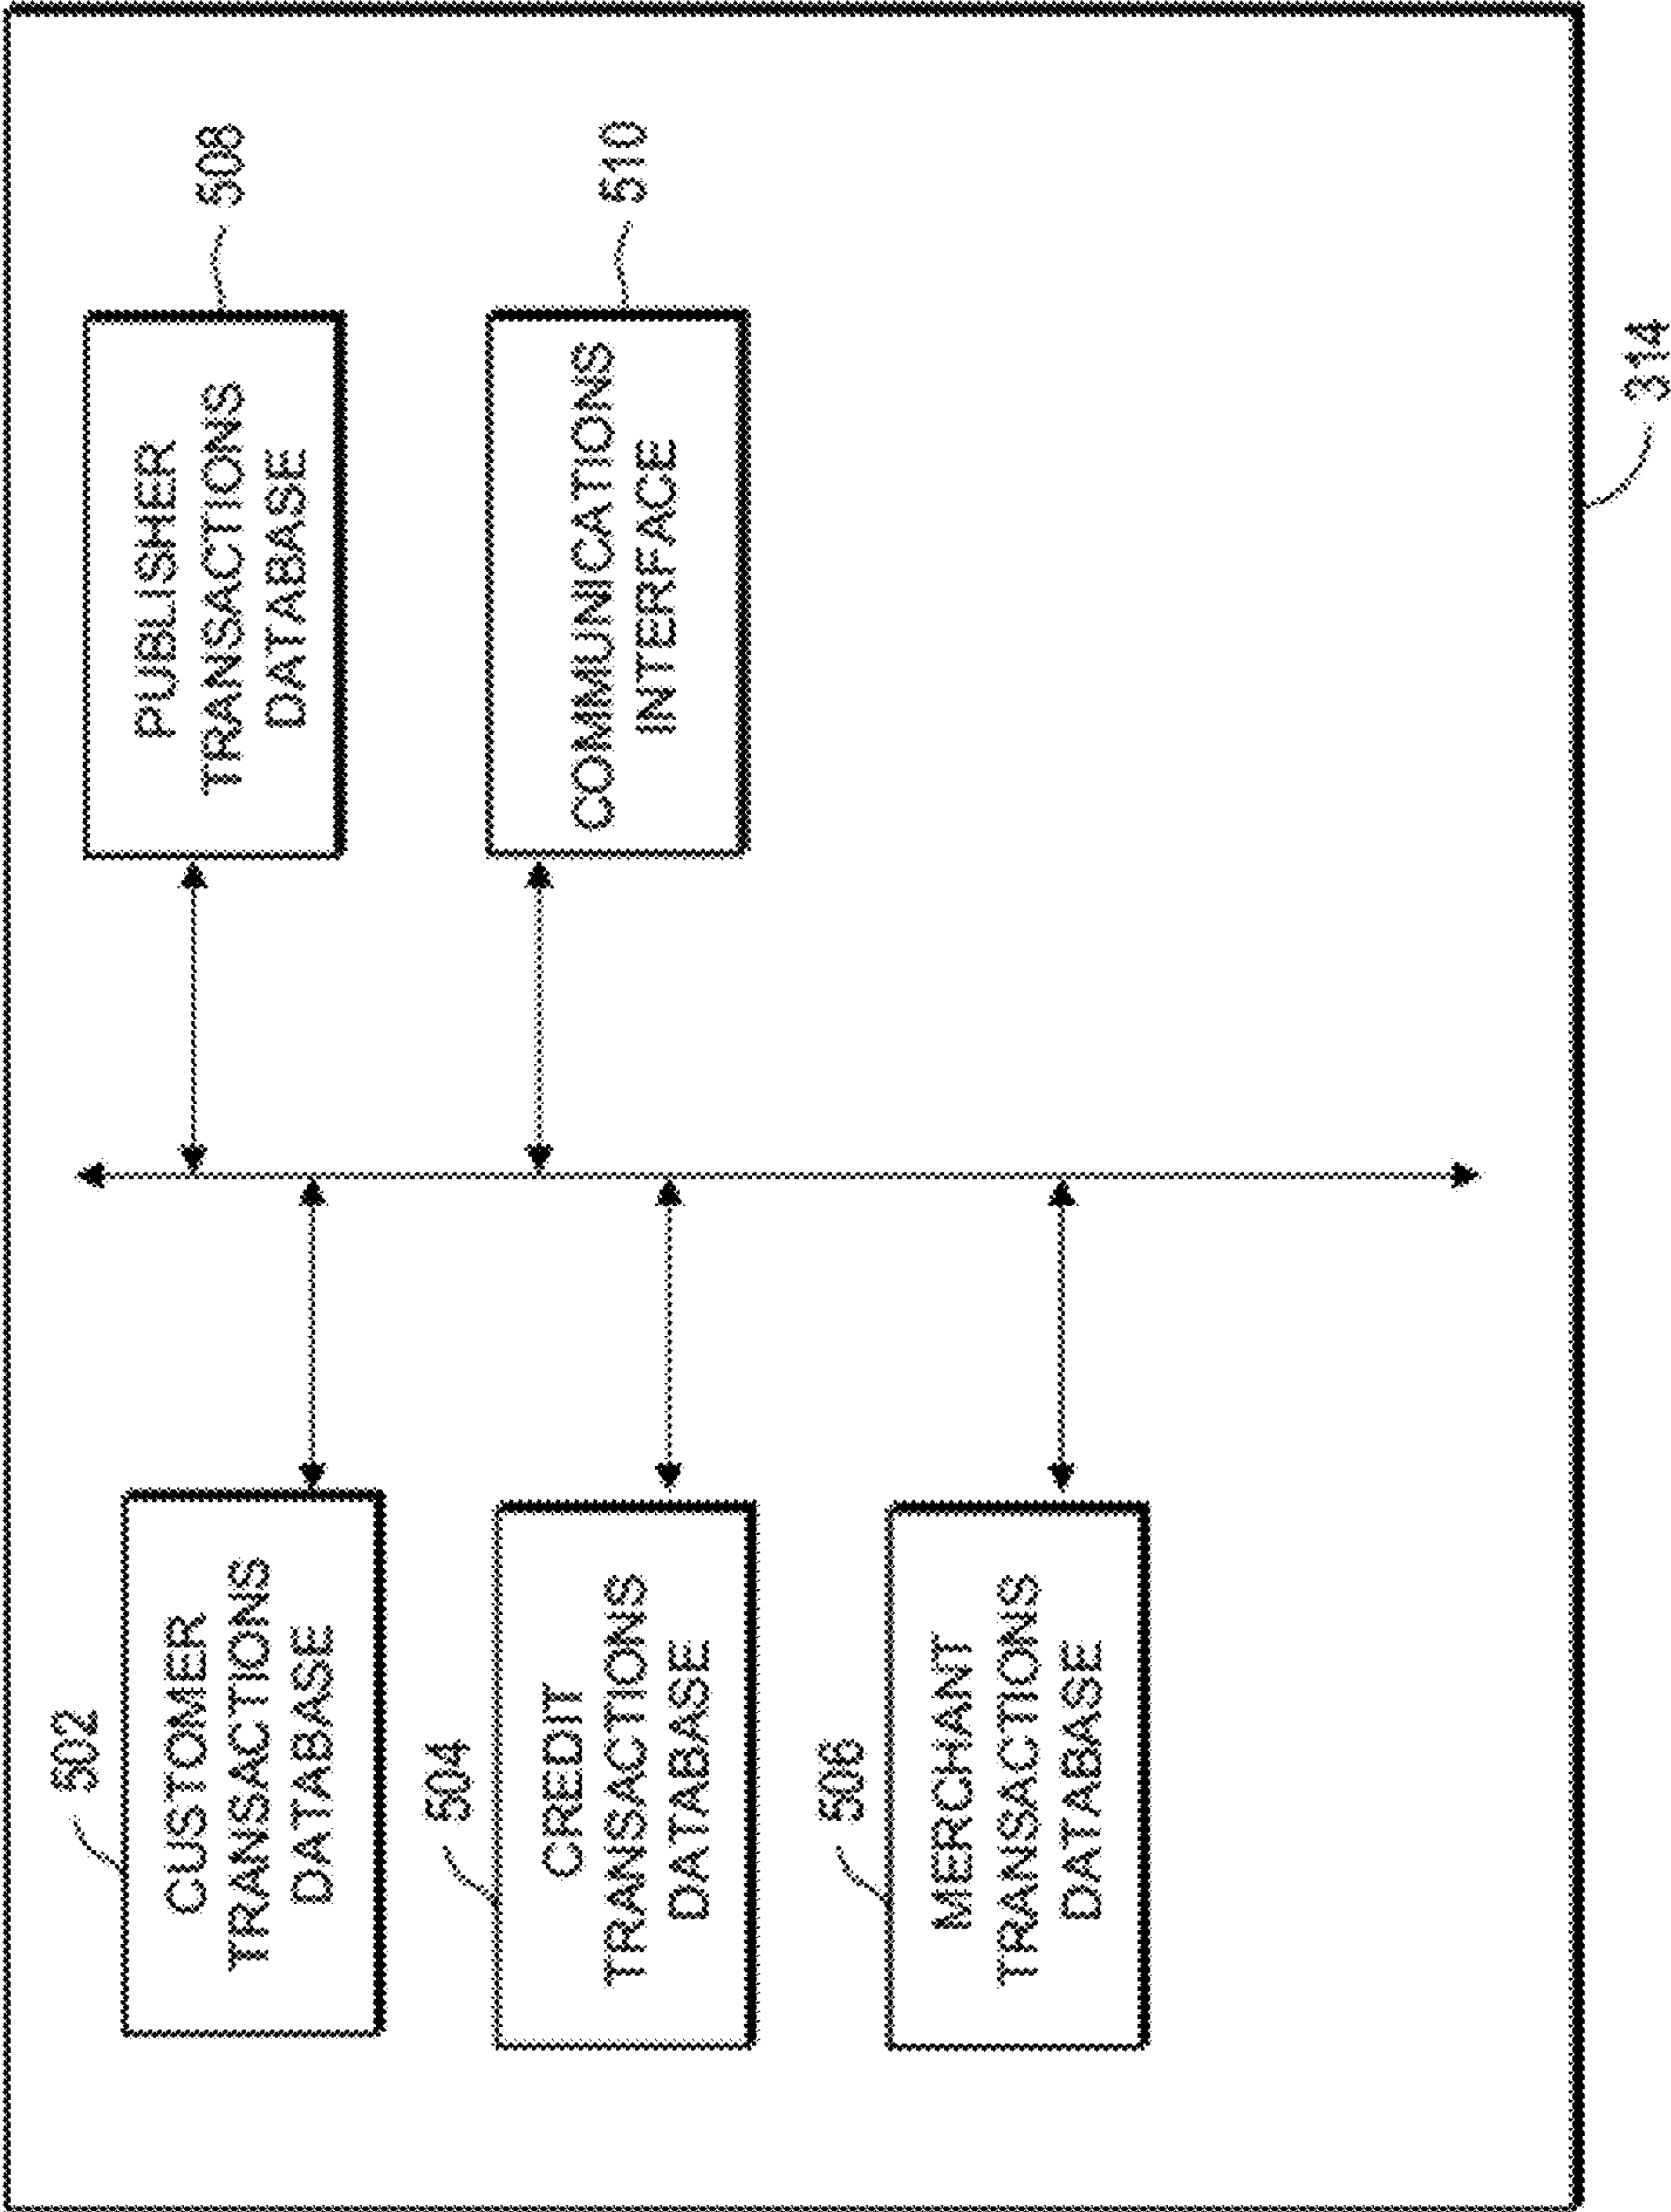 502
CUSTOMER
TRANSACTIONS
DATABASE
504
CREDIT
TRANSACTIONS
DATABASE
506
MERCHANT
TRANSACTIONS
DATABASE
PUBLISHER
TRANSACTIONS
DATABASE
508
COMMUNICATIONS
INTERFACE
510
314